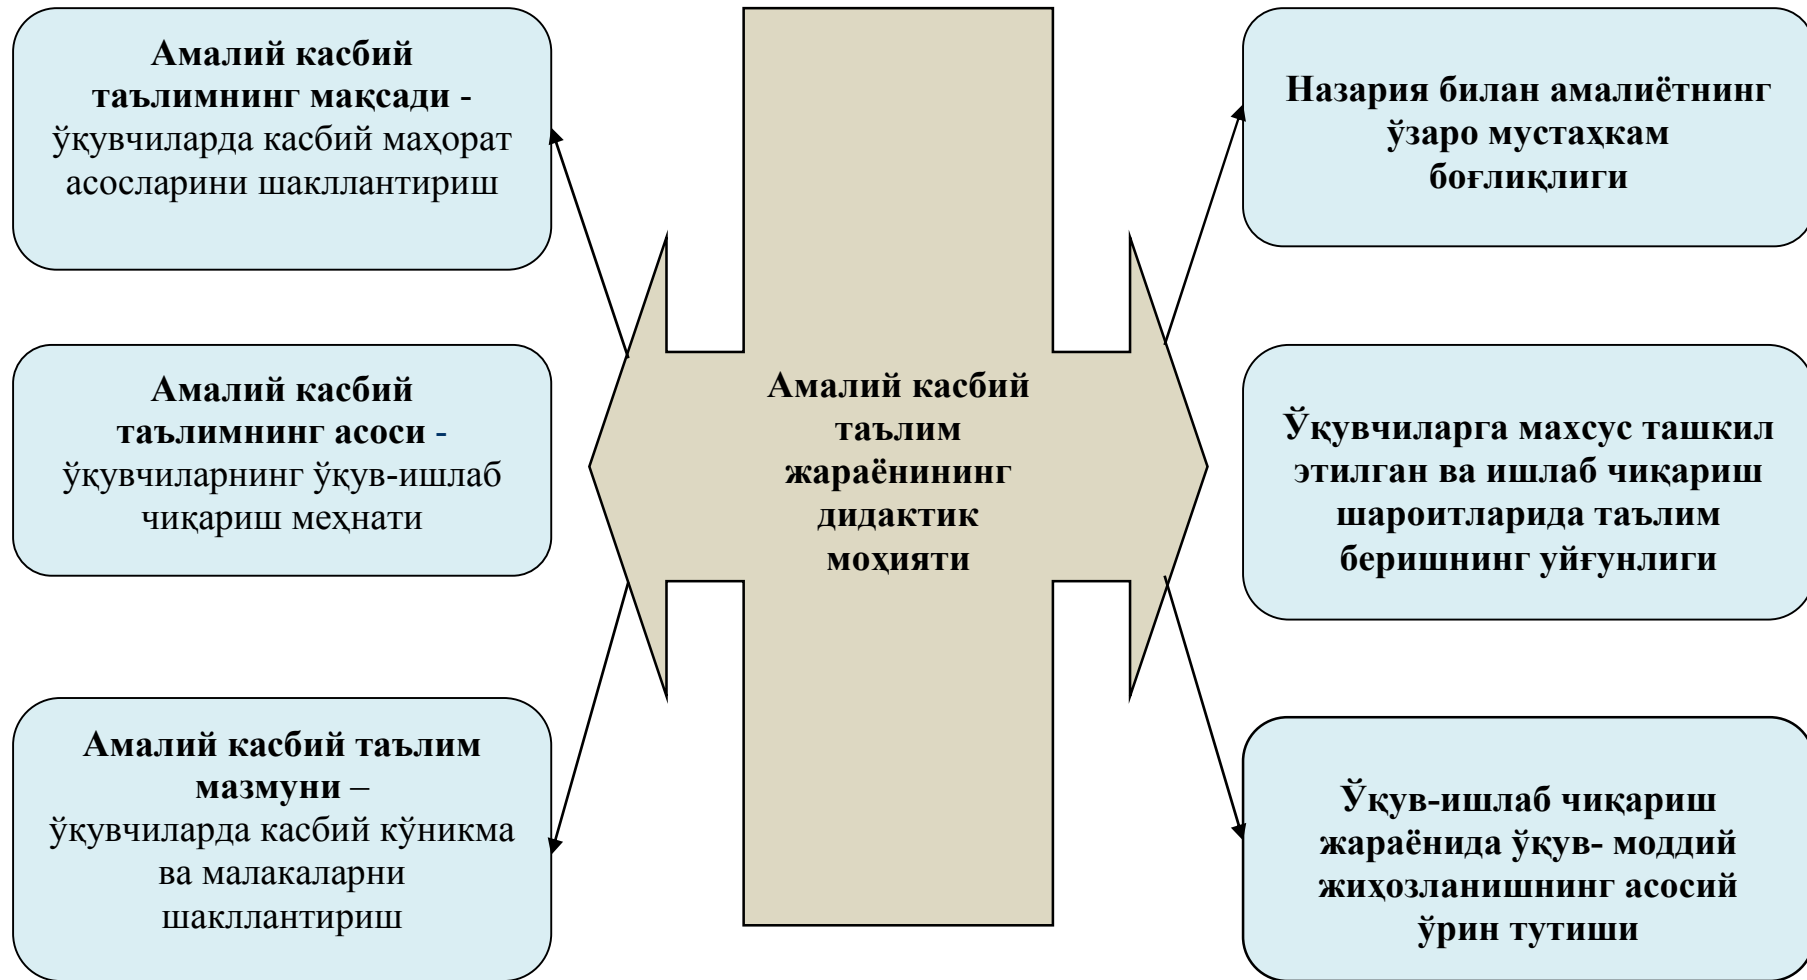 Амалий касбий
таълимнинг мақсади -
ўқувчиларда касбий маҳорат
асосларини шакллантириш
Амалий касбий
таълимнинг асоси -
ўқувчиларнинг ўқув-ишлаб
чиқариш меҳнати
Амалий касбий таълим
мазмуни –
ўқувчиларда касбий кўникма
ва малакаларни
шакллантириш
Амалий касбий
таълим
жараёнининг
дидактик
моҳияти
Назария билан амалиётнинг
ўзаро мустаҳкам
боғлиқлиги
Ўқувчиларга махсус ташкил
этилган ва ишлаб чиқариш
шароитларида таълим
беришнинг уйғунлиги
Ўқув-ишлаб чиқариш
жараёнида ўқув- моддий
жиҳозланишнинг асосий
ўрин тутиши